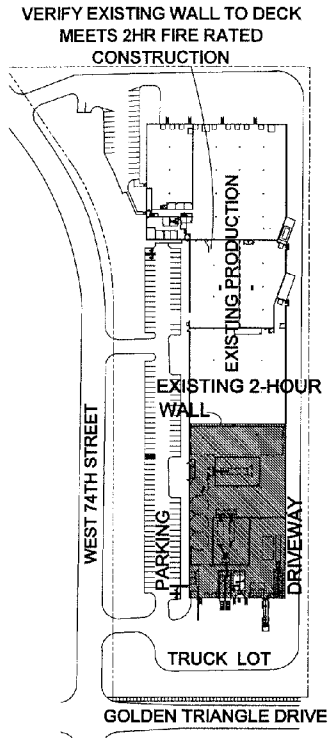 VERIFY EXISTING WALL TO DECK
MEETS 2HR FIRE RATED
CONSTRUCTION
EXISTING PRODUCTION
EXISTING 2-HOUR
WALL
WEST 74TH STREET
PARKING
DRIVEWAY
TRUCK LOT
GOLDEN TRIANGLE DRIVE